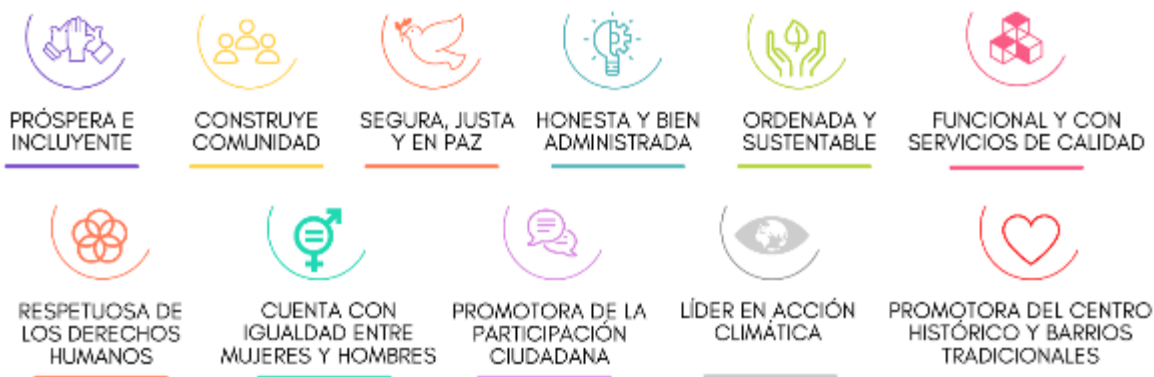 PRÓSPERA E
INCLUYENTE
CONSTRUYE
COMUNIDAD
SEGURA, JUSTA
Y EN PAZ
HONESTA Y BIEN
ADMINISTRADA
ORDENADA Y
SUSTENTABLE
FUNCIONAL Y CON
SERVICIOS DE CALIDAD
RESPETUOSA DE
LOS DERECHOS
HUMANOS
CUENTA CON
IGUALDAD ENTRE
MUJERES Y HOMBRES
PROMOTORA DE LA
PARTICIPACIÓN
CIUDADANA
LÍDER EN ACCIÓN
CLIMÁTICA
PROMOTORA DEL CENTRO
HISTÓRICO Y BARRIOS
TRADICIONALES